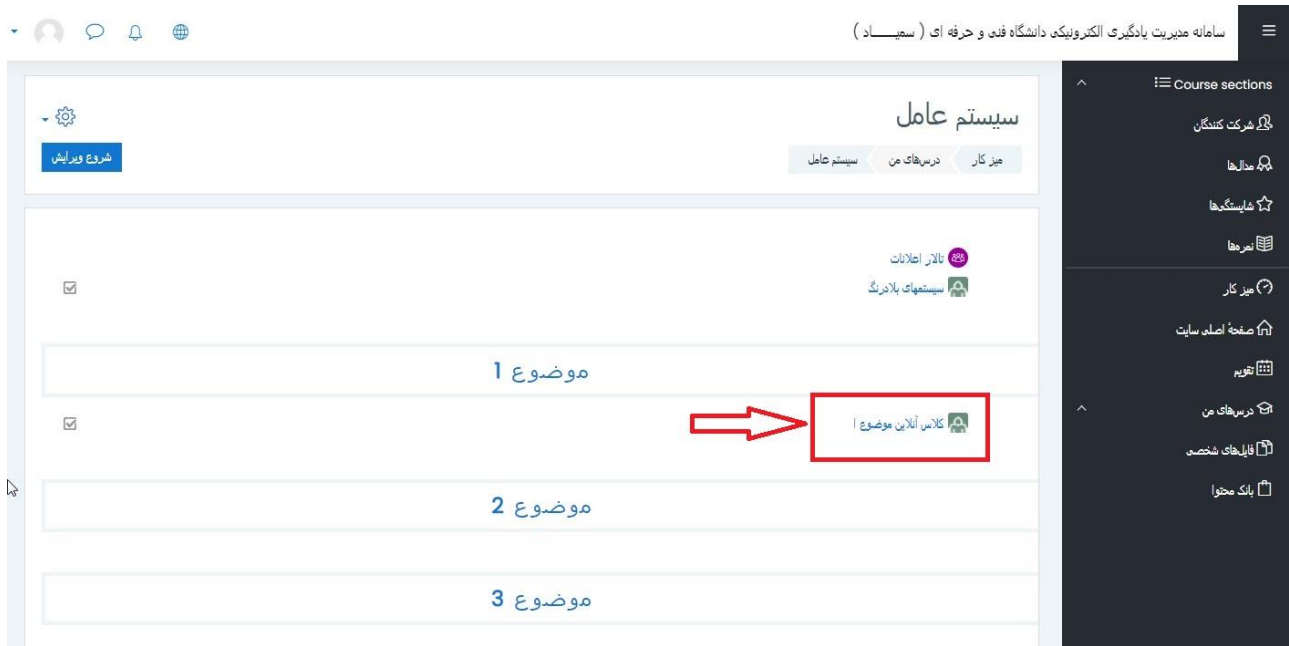 سامانه مدیریت یادگیری الکترونیکی دانشگاه فنی و حرفه ای ( سمیـــــاد )
Course sections
شرکت کنندگان
مدال‌ها
شایستگی‌ها
نمره‌ها
میز کار
صفحهٔ اصلی سایت
تقویم
درس‌های من
فایل‌های شخصی
بانک محتوا
سیستم عامل
میز کار درس‌های من سیستم عامل
شروع ویرایش
تالار اعلانات
سیستمهای بلادرنگ
موضوع 1
کلاس آنلاین موضوع ا
موضوع 2
موضوع 3